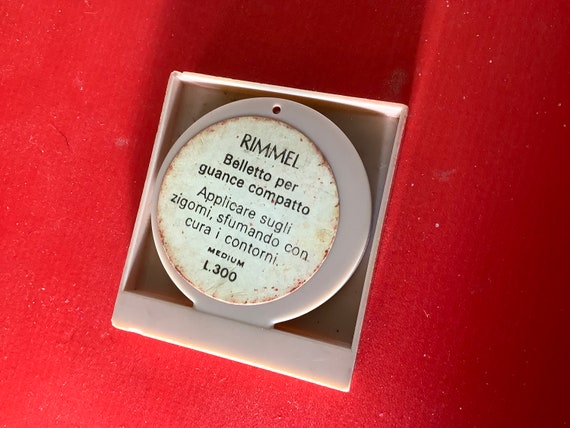 RIMMEL
Belletto per
guance compatto
Applicare sugli
zigomi, sfumando con
cura i contorni.
MEDIUM
L.300